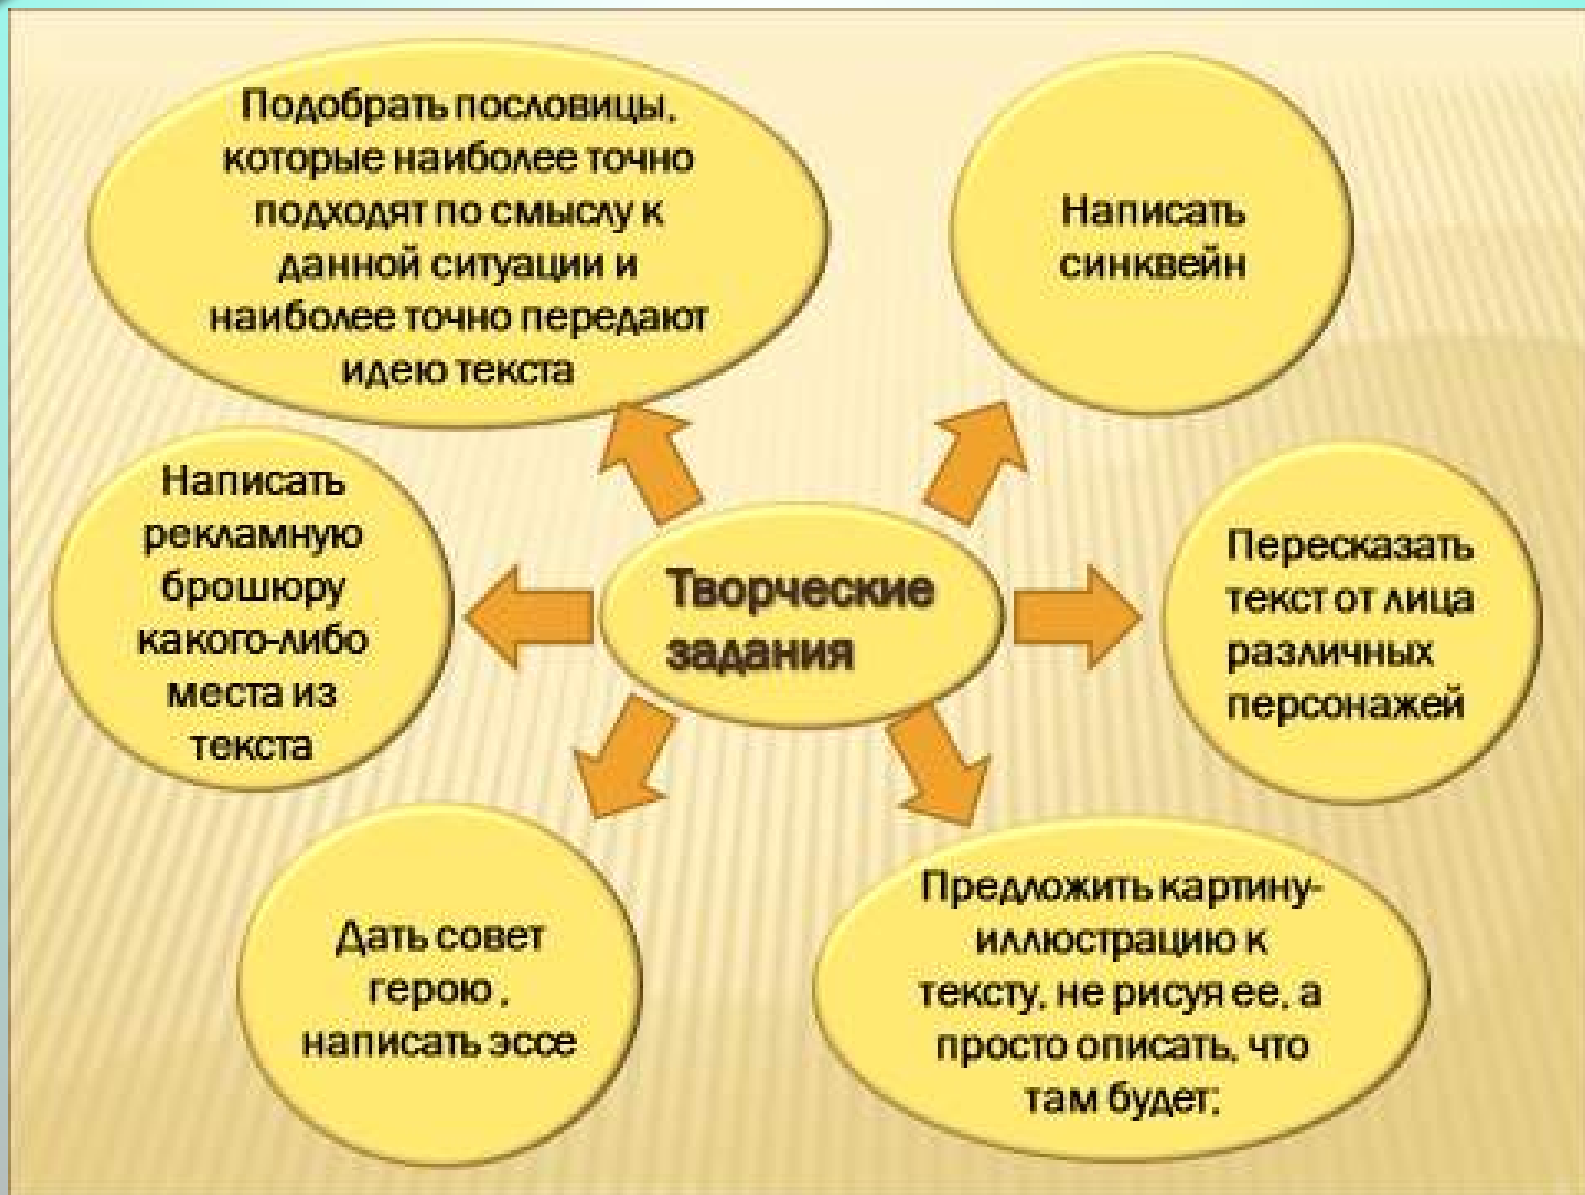 Подобрать пословицы,
которые наиболее точно
подходят по смыслу к
данной ситуации и
наиболее точно передают
идею текста
Написать
синквейн
Написать
рекламную
брошюру
какого-либо
места из
текста
Творческие
задания
Пересказать
текст от лица
различных
персонажей
Дать совет
герою ,
написать эссе
Предложить картину-
иллюстрацию к
тексту, не рисуя ее, а
просто описать, что
там будет;